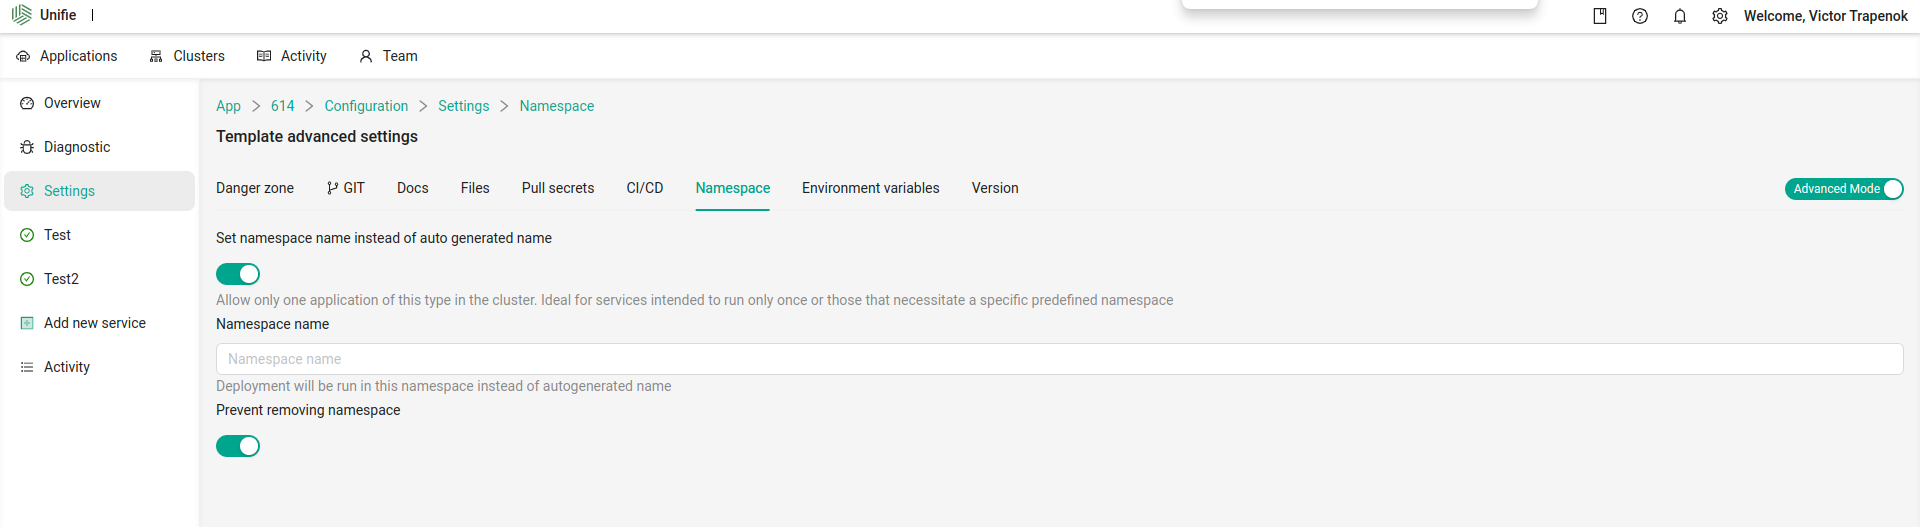 Unifie
Welcome, Victor Trapenok
Applications Clusters Activity Team
Overview
Diagnostic
Settings
Test
Test2
Add new service
Activity
App > 614 > Configuration > Settings > Namespace
Template advanced settings
Danger zone GIT Docs Files Pull secrets CI/CD Namespace Environment variables Version
Advanced Mode
Set namespace name instead of auto generated name
Allow only one application of this type in the cluster. Ideal for services intended to run only once or those that necessitate a specific predefined namespace
Namespace name
Namespace name
Deployment will be run in this namespace instead of autogenerated name
Prevent removing namespace